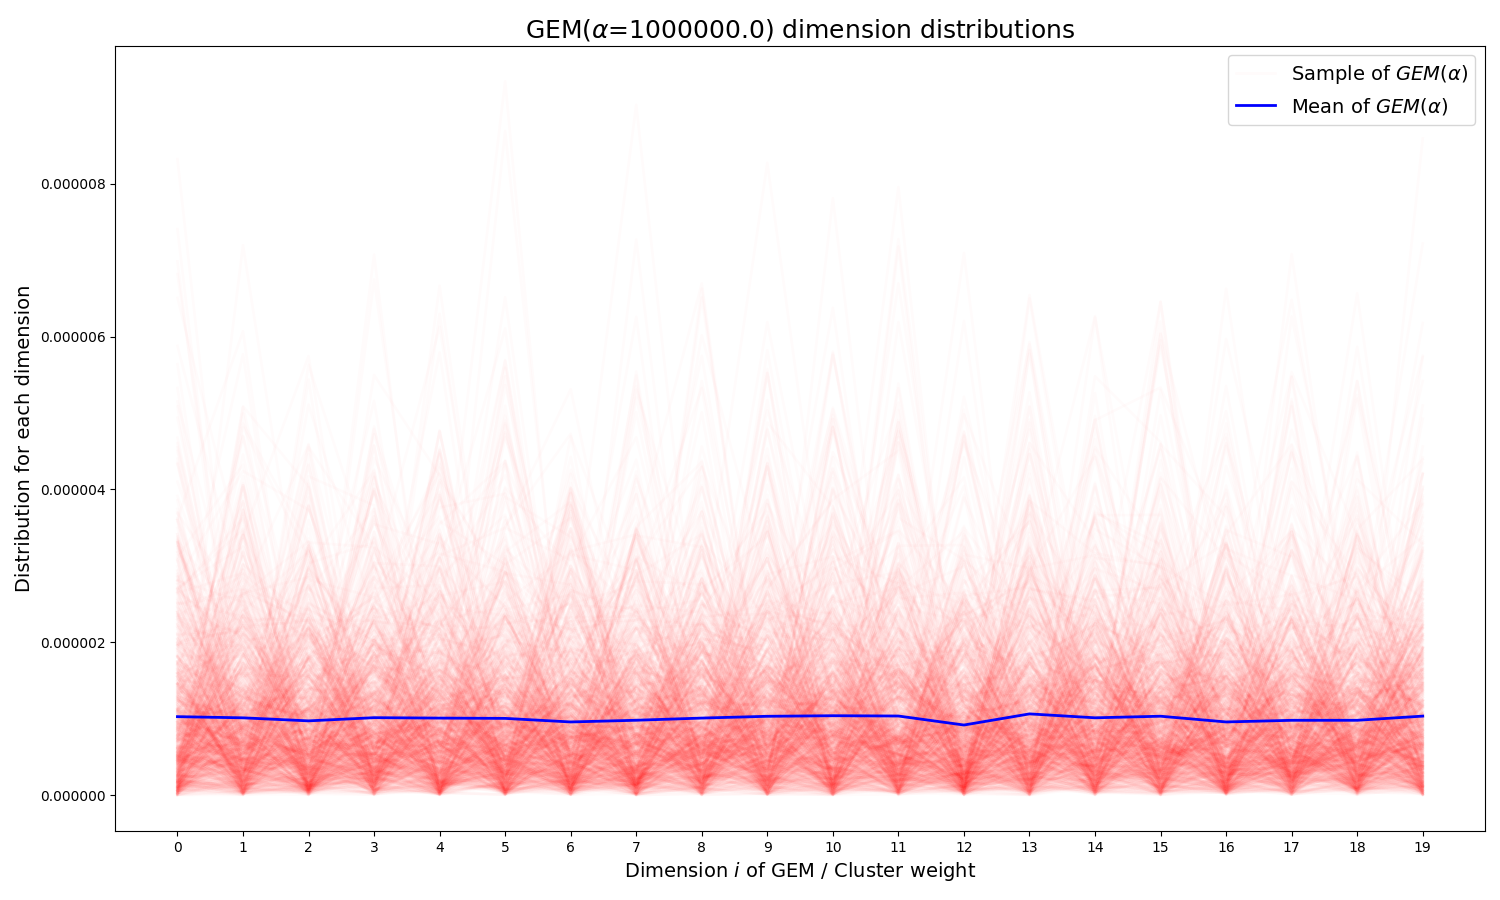 GEM(α=1000000.0) dimension distributions
Sample of GEM(α)
Mean of GEM(α)
Distribution for each dimension
0.000008
0.000006
0.000004
0.000002
0.000000
0 1 2 3 4 5 6 7 8 9 10 11 12 13 14 15 16 17 18 19
Dimension i of GEM / Cluster weight